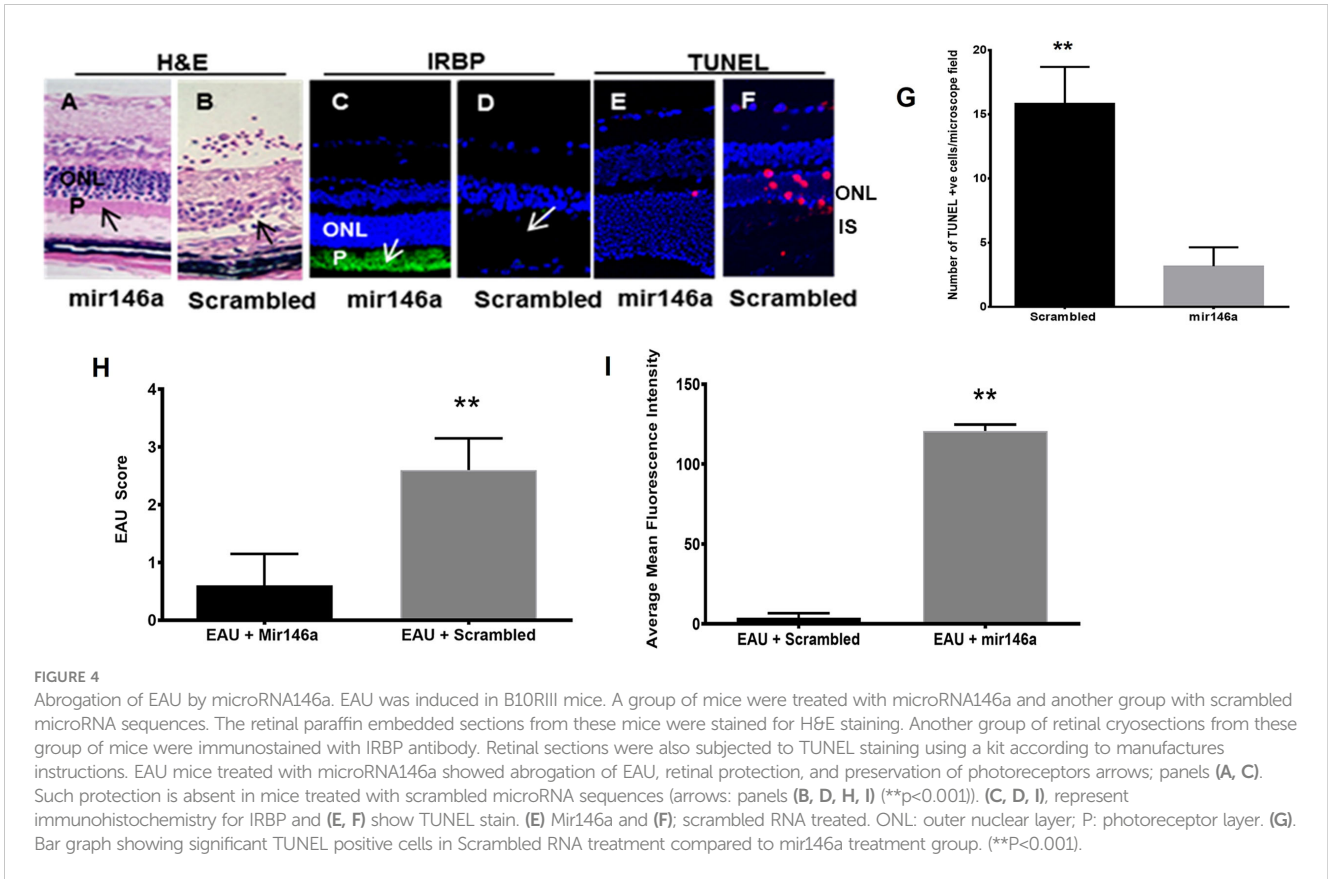 H&E
IRBP
TUNEL
A
B
C
D
E
F
ONL
P
ONL
P
ONL
IS
mir146a
Scrambled
mir146a
Scrambled
mir146a
Scrambled
G
Number of TUNEL +ve cells/microscope field
20
15
10
5
0
**
Scrambled
mir146a
H
EAU Score
4
3
2
1
0
**
EAU + Mir146a
EAU + Scrambled
I
Average Mean Fluorescence Intensity
150
100
50
0
**
EAU + Scrambled
EAU + mir146a
FIGURE 4
Abrogation of EAU by microRNA146a. EAU was induced in B10RIII mice. A group of mice were treated with microRNA146a and another group with scrambled
microRNA sequences. The retinal paraffin embedded sections from these mice were stained for H&E staining. Another group of retinal cryosections from these
group of mice were immunostained with IRBP antibody. Retinal sections were also subjected to TUNEL staining using a kit according to manufactures
instructions. EAU mice treated with microRNA146a showed abrogation of EAU, retinal protection, and preservation of photoreceptors arrows; panels (A, C).
Such protection is absent in mice treated with scrambled microRNA sequences (arrows: panels (B, D, H, I) (**p<0.001)). (C, D, I), represent
immunohistochemistry for IRBP and (E, F) show TUNEL stain. (E) Mir146a and (F); scrambled RNA treated. ONL: outer nuclear layer; P: photoreceptor layer. (G).
Bar graph showing significant TUNEL positive cells in Scrambled RNA treatment compared to mir146a treatment group. (**P<0.001).